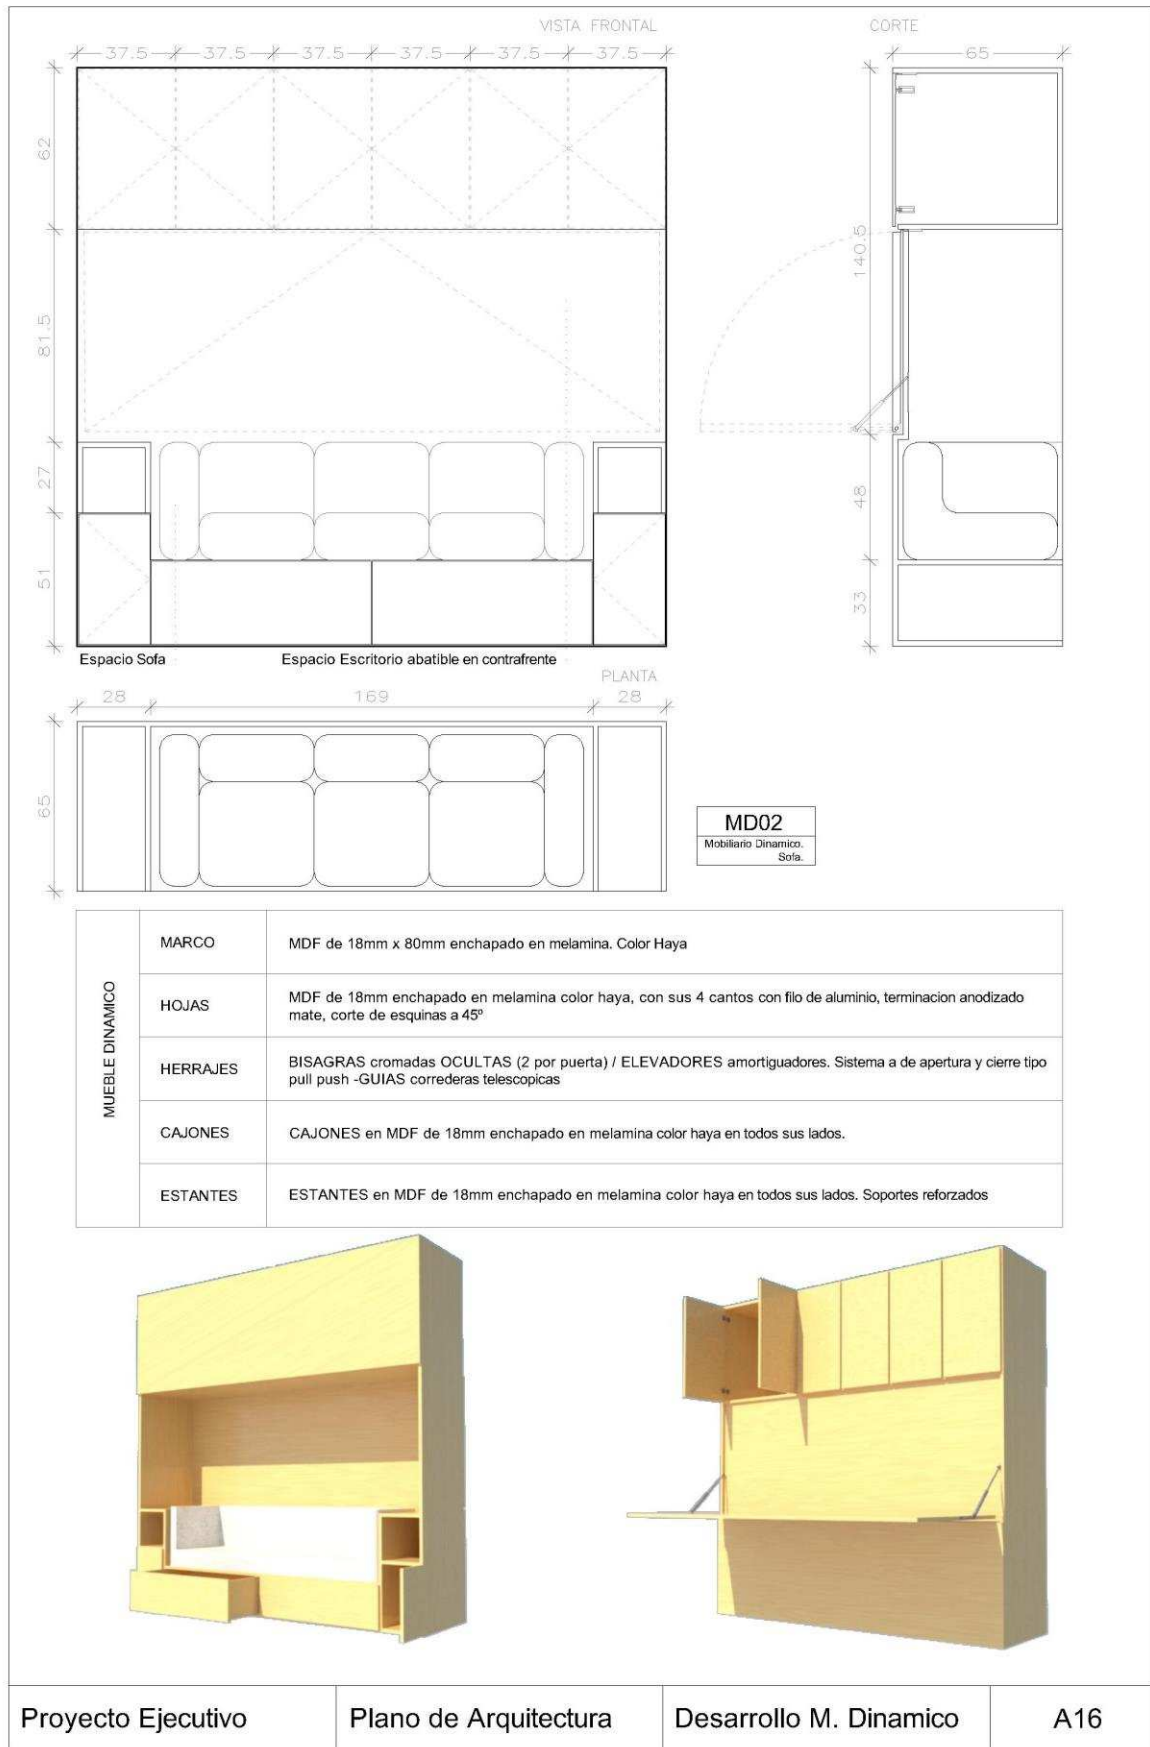 VISTA FRONTAL
CORTE
37.5 37.5 37.5 37.5 37.5 37.5
65
62
81.5
27
51
140.5
48
33
Espacio Sofa
Espacio Escritorio abatible en contrafrente
PLANTA
28 169 28
65
MD02
Mobiliario Dinamico.
Sofa.
MUEBLE DINAMICO
MARCO
MDF de 18mm x 80mm enchapado en melamina. Color Haya
HOJAS
MDF de 18mm enchapado en melamina color haya, con sus 4 cantos con filo de aluminio, terminacion anodizado
mate, corte de esquinas a 45º
HERRAJES
BISAGRAS cromadas OCULTAS (2 por puerta) / ELEVADORES amortiguadores. Sistema a de apertura y cierre tipo
pull push -GUIAS correderas telescopicas
CAJONES
CAJONES en MDF de 18mm enchapado en melamina color haya en todos sus lados.
ESTANTES
ESTANTES en MDF de 18mm enchapado en melamina color haya en todos sus lados. Soportes reforzados
Proyecto Ejecutivo
Plano de Arquitectura
Desarrollo M. Dinamico
A16